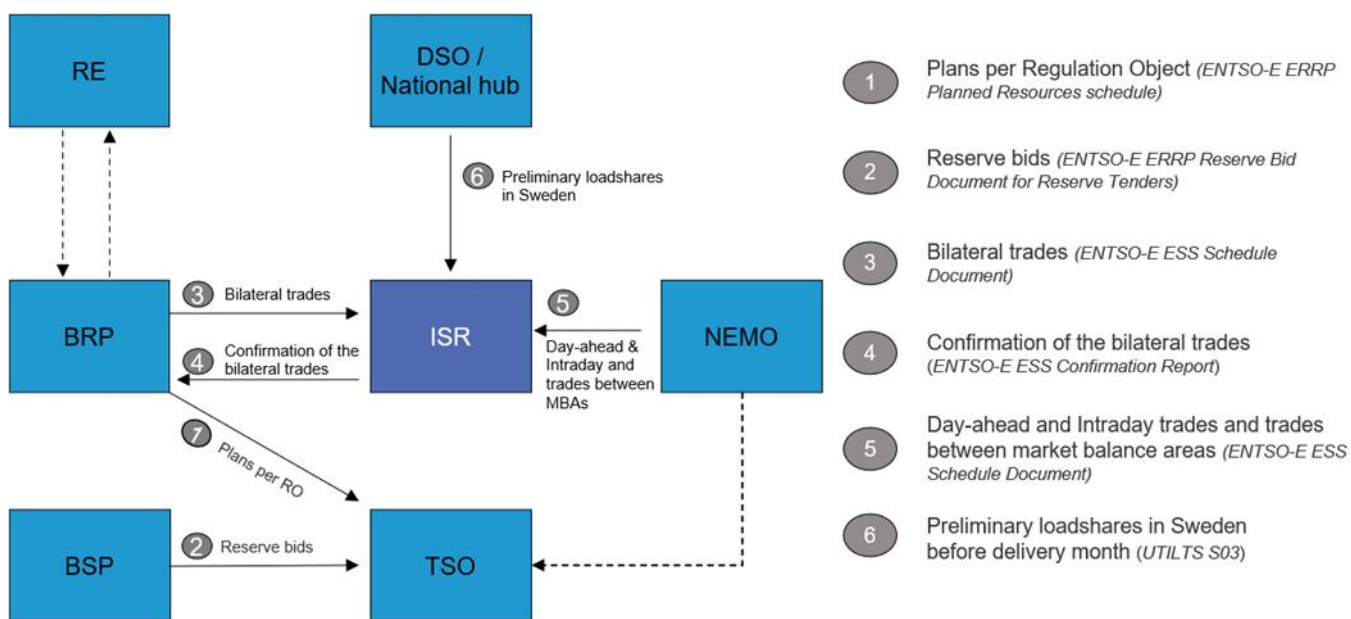 RE
DSO /
National hub
6
Preliminary loadshares
in Sweden
BRP
3 Bilateral trades
4 Confirmation of the
bilateral trades
ISR
5
Day-ahead &
Intraday and
trades between
MBAs
NEMO
1 Plans per RO
BSP
2 Reserve bids
TSO
1 Plans per Regulation Object (ENTSO-E ERRP
Planned Resources schedule)
2 Reserve bids (ENTSO-E ERRP Reserve Bid
Document for Reserve Tenders)
3 Bilateral trades (ENTSO-E ESS Schedule
Document)
4 Confirmation of the bilateral trades
(ENTSO-E ESS Confirmation Report)
5 Day-ahead and Intraday trades and trades
between market balance areas (ENTSO-E ESS
Schedule Document)
6 Preliminary loadshares in Sweden
before delivery month (UTILTS S03)